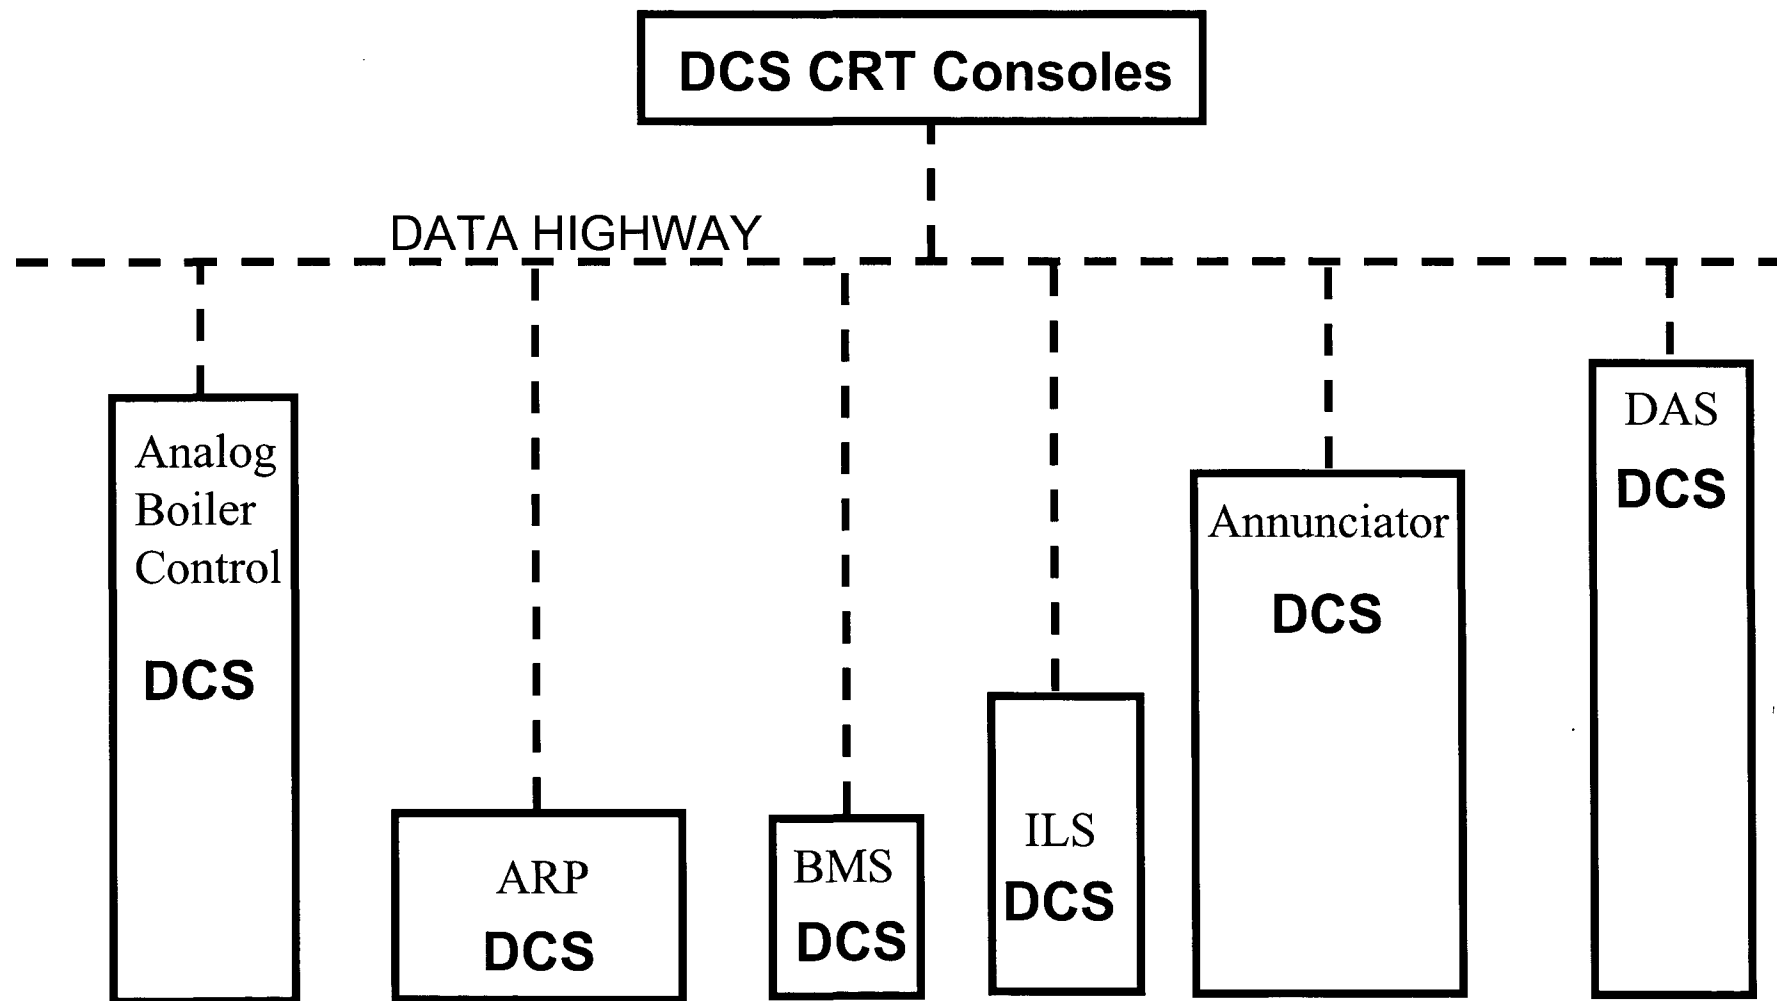 DCS CRT Consoles
DATA HIGHWAY
Analog
Boiler
Control
DCS
ARP
DCS
BMS
DCS
ILS
DCS
Annunciator
DCS
DAS
DCS